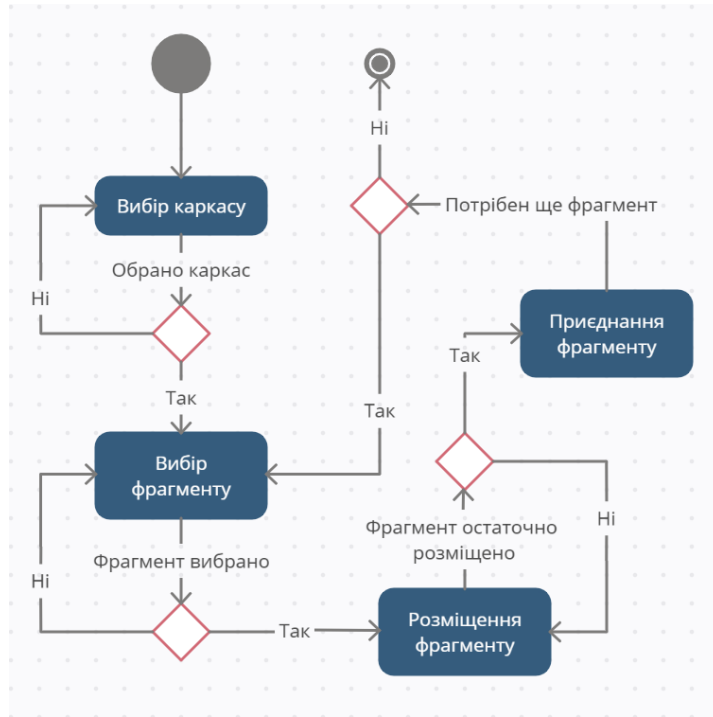 Вибір каркасу
Обрано каркас
Ні
Так
Вибір
фрагменту
Фрагмент вибрано
Ні
Так
Розміщення
фрагменту
Фрагмент остаточно
розміщено
Ні
Так
Приєднання
фрагменту
Потрібен ще фрагмент
Так
Ні